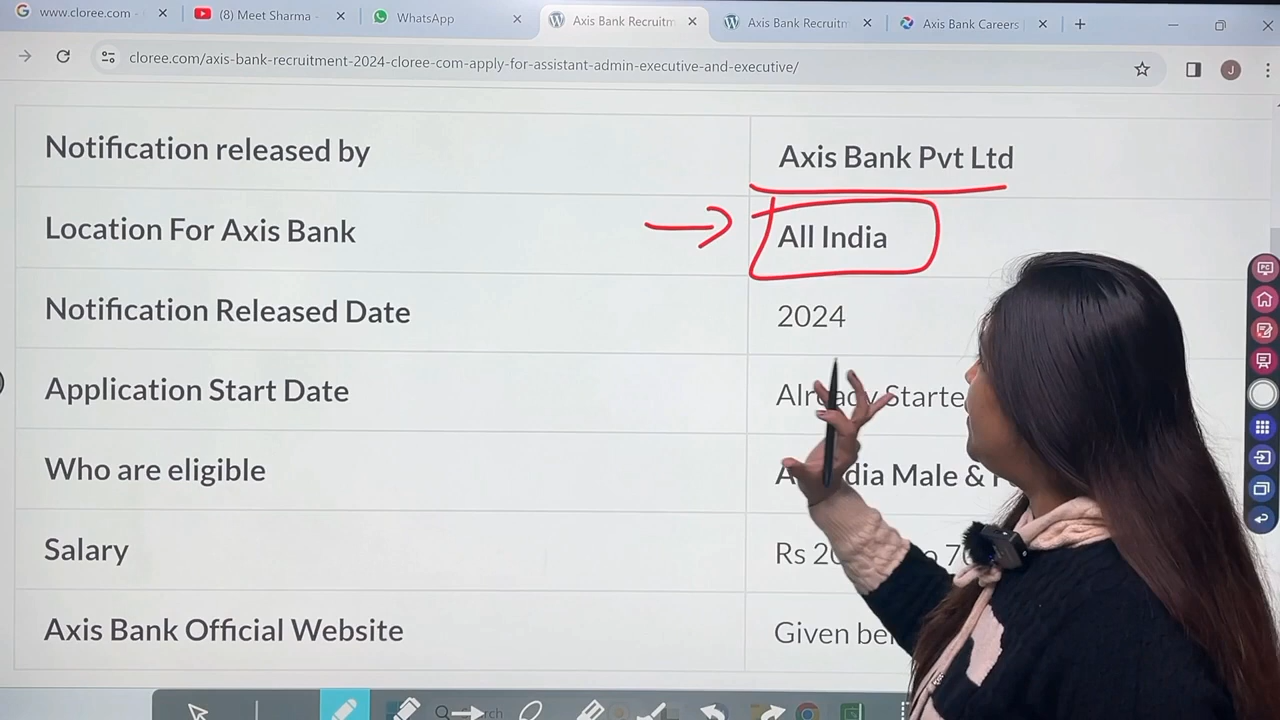 www.cloree.com -
(8) Meet Sharma -
WhatsApp
Axis Bank Recruitm
Axis Bank Recruitm
Axis Bank Careers
cloree.com/axis-bank-recruitment-2024-cloree-com-apply-for-assistant-admin-executive-and-executive/
J
Notification released by Axis Bank Pvt Ltd
Location For Axis Bank All India
Notification Released Date 2024
Application Start Date
Who are eligible Male &
Salary Rs
Axis Bank Official Website Given
PC